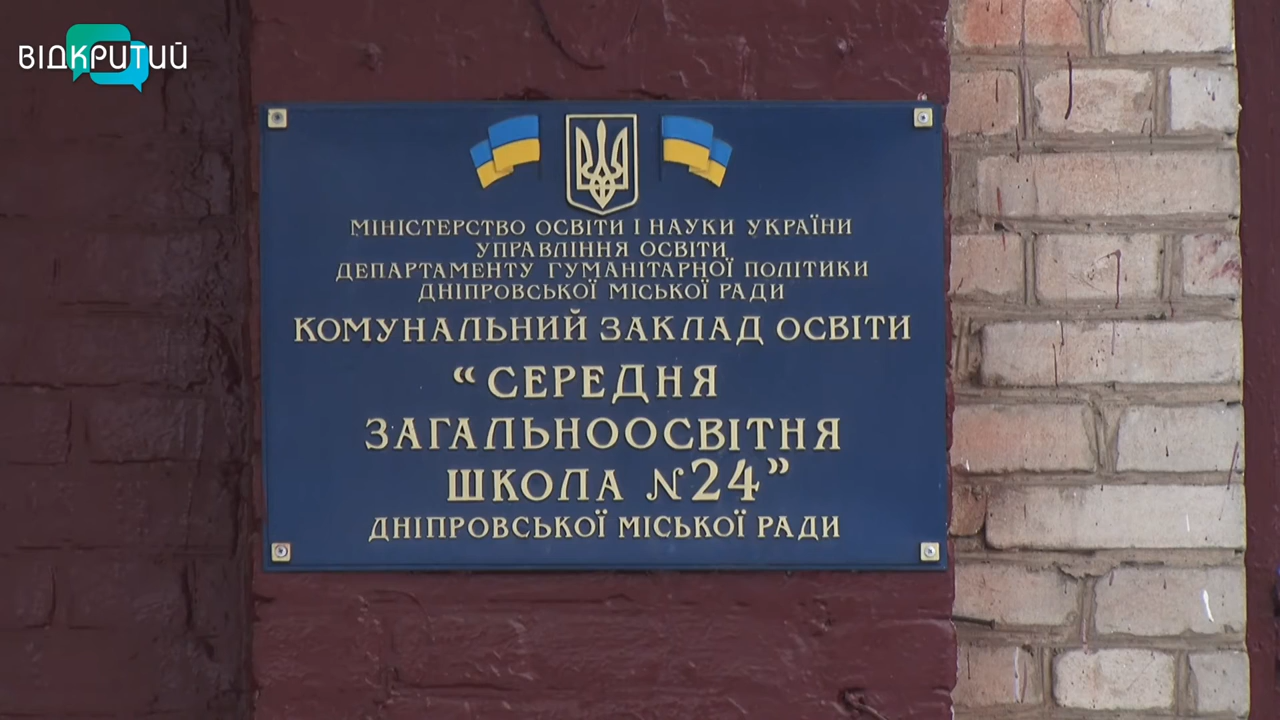 ВІДКРИТИЙ
МІНІСТЕРСТВО ОСВІТИ І НАУКИ УКРАЇНИ
УПРАВЛІННЯ ОСВІТИ
ДЕПАРТАМЕНТУ ГУМАНІТАРНОЇ ПОЛІТИКИ
ДНІПРОВСЬКОЇ МІСЬКОЇ РАДИ
КОМУНАЛЬНИЙ ЗАКЛАД ОСВІТИ
“СЕРЕДНЯ
ЗАГАЛЬНООСВІТНЯ
ШКОЛА №24”
ДНІПРОВСЬКОЇ МІСЬКОЇ РАДИ